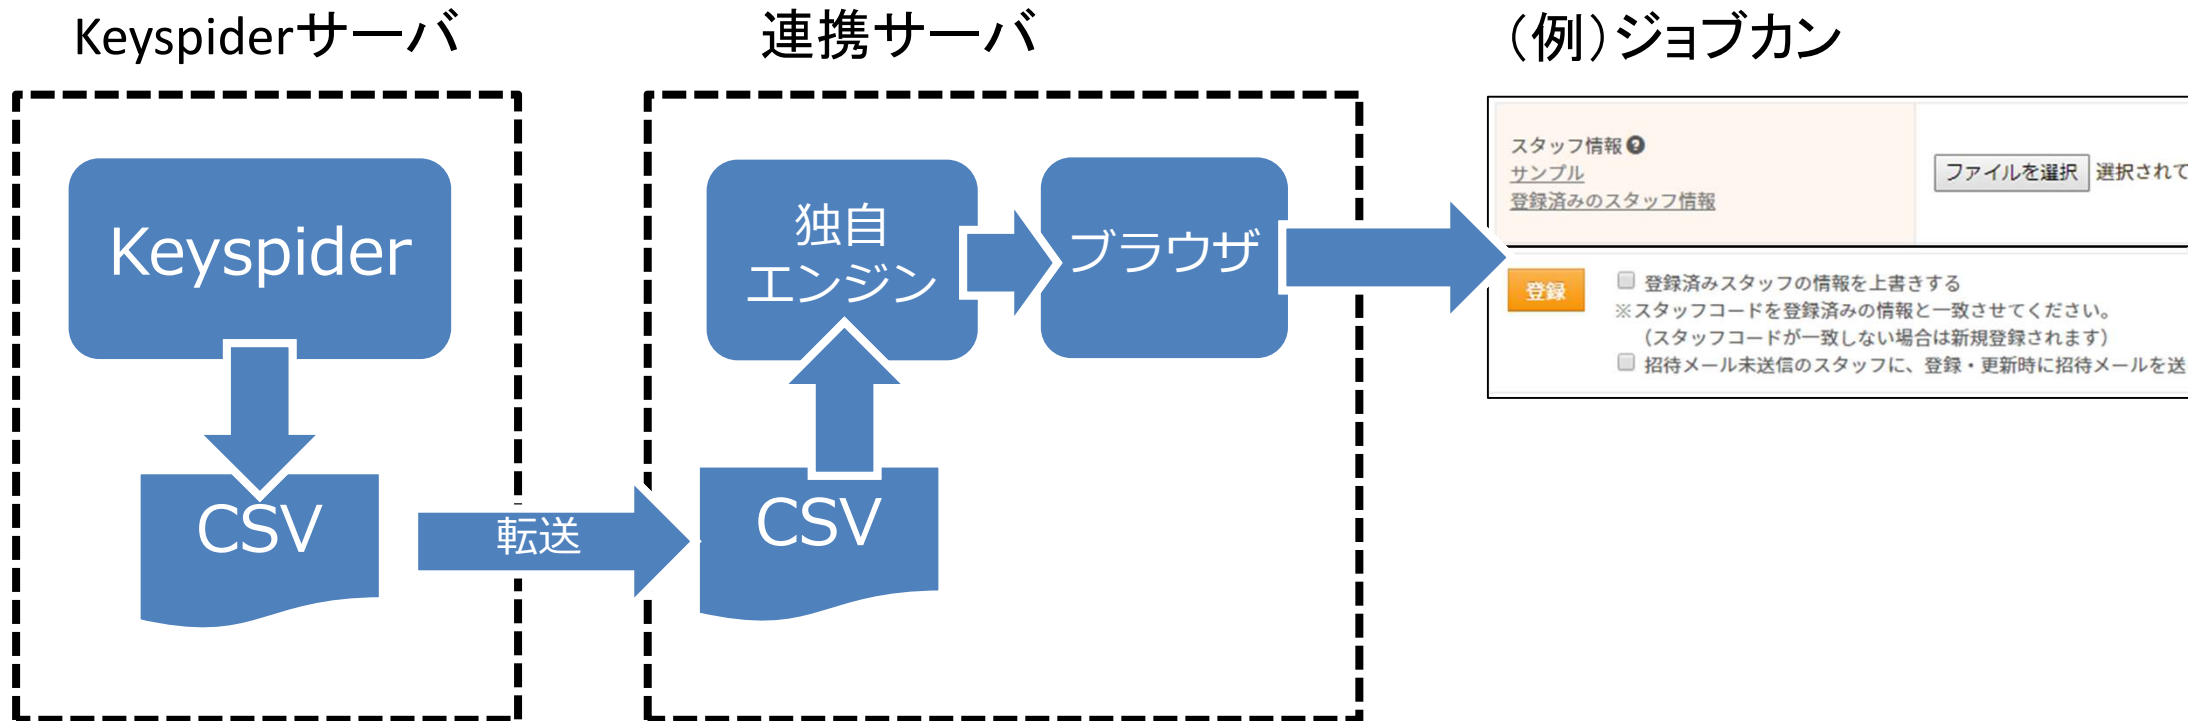 Keyspiderサーバ
連携サーバ
（例）ジョブカン
Keyspider
CSV
転送
CSV
独自
エンジン
ブラウザ
スタッフ情報
サンプル
登録済みのスタッフ情報
ファイルを選択 選択されて
登録
登録済みスタッフの情報を上書きする
※スタッフコードを登録済みの情報と一致させてください。
（スタッフコードが一致しない場合は新規登録されます）
招待メール未送信のスタッフに、登録・更新時に招待メールを送